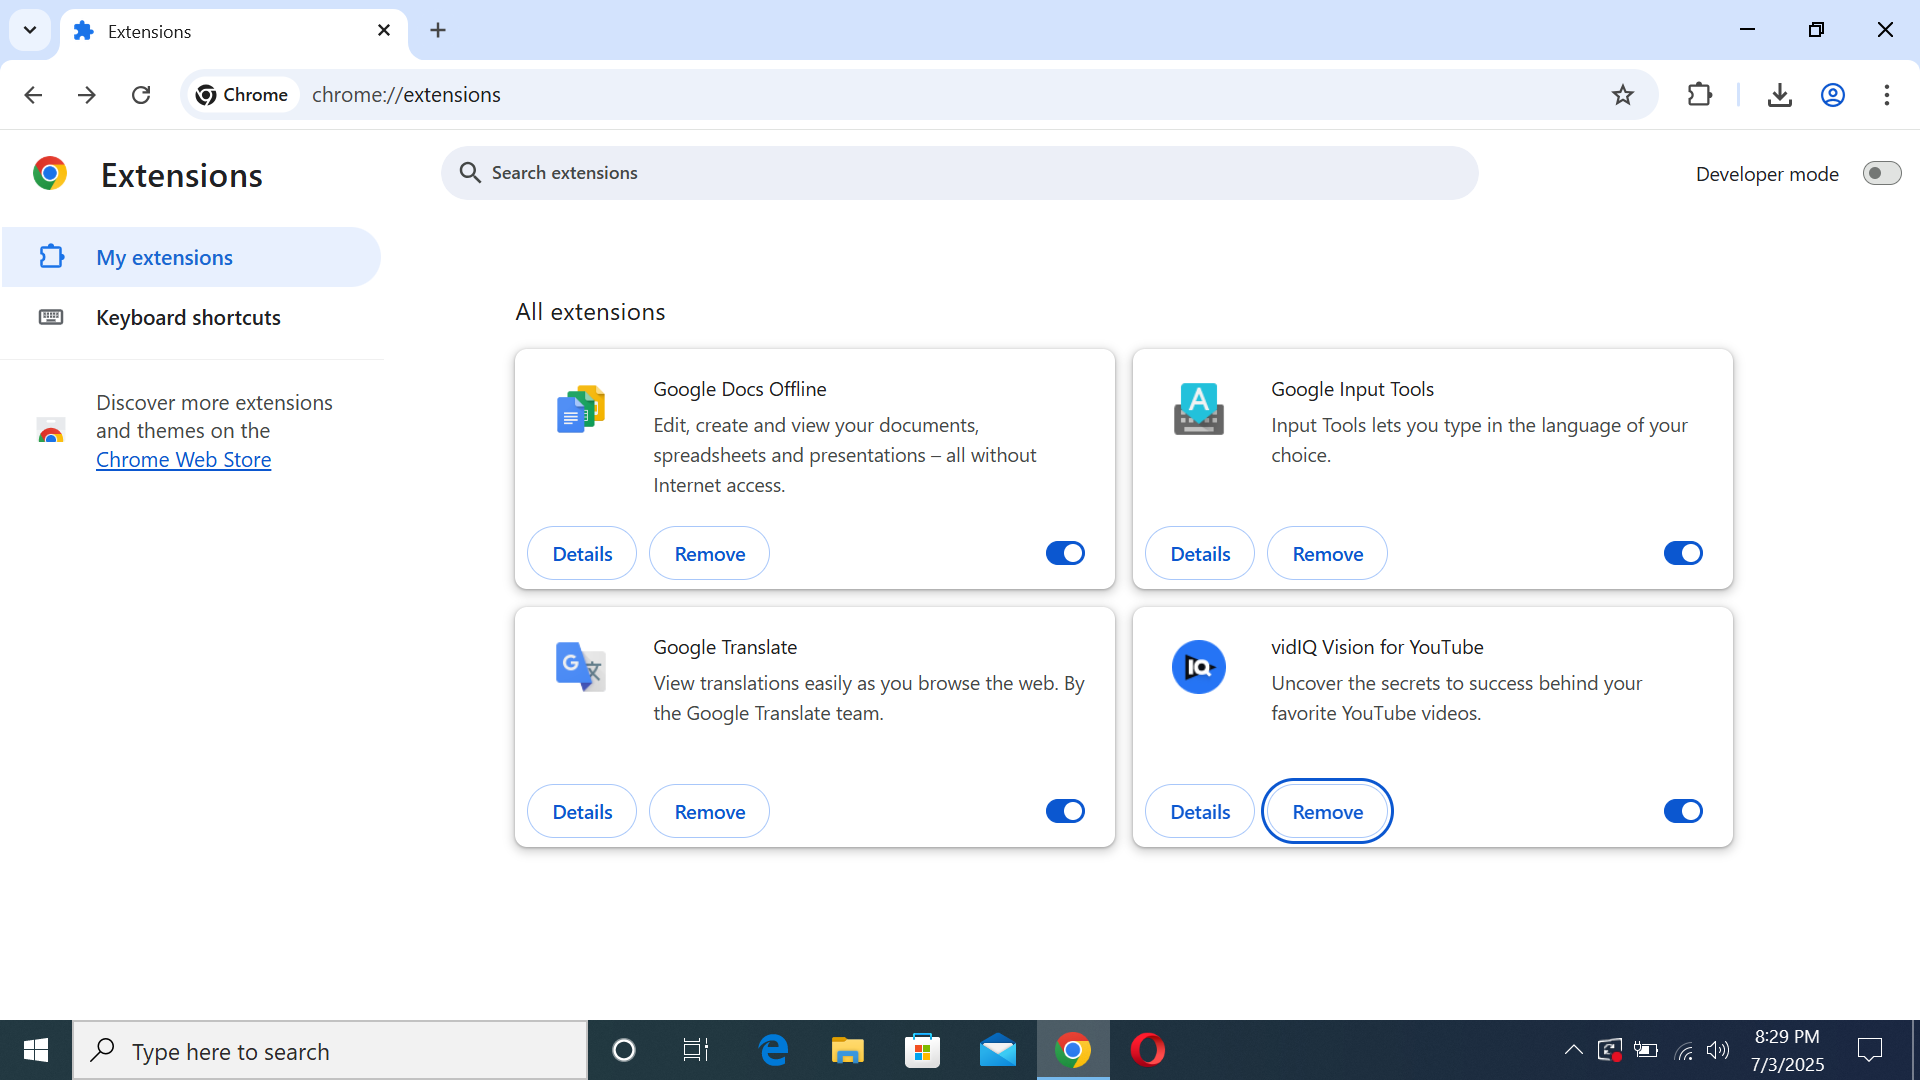 Extensions
Chrome
chrome://extensions
Extensions
Search extensions
Developer mode
My extensions
Keyboard shortcuts
Discover more extensions
and themes on the
Chrome Web Store
All extensions
Google Docs Offline
Edit, create and view your documents,
spreadsheets and presentations – all without
Internet access.
Details
Remove
Google Input Tools
Input Tools lets you type in the language of your
choice.
Details
Remove
Google Translate
View translations easily as you browse the web. By
the Google Translate team.
Details
Remove
vidIQ Vision for YouTube
Uncover the secrets to success behind your
favorite YouTube videos.
Details
Remove
Type here to search
8:29 PM
7/3/2025